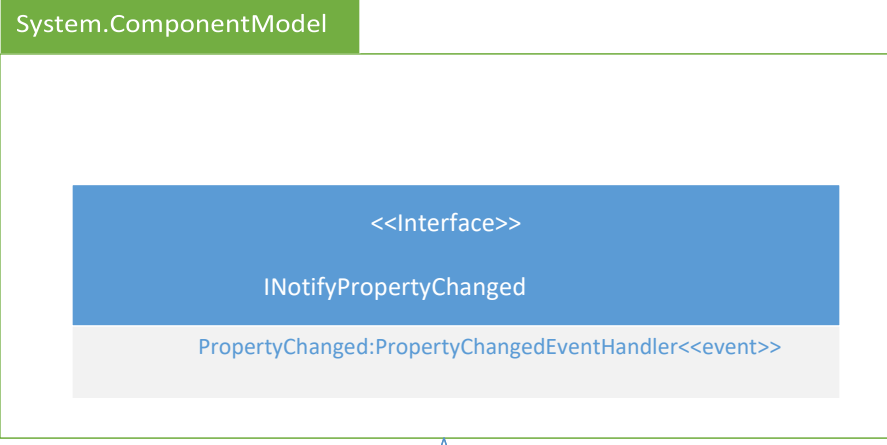 System.ComponentModel
<<Interface>>
INotifyPropertyChanged
PropertyChanged:PropertyChangedEventHandler<<event>>